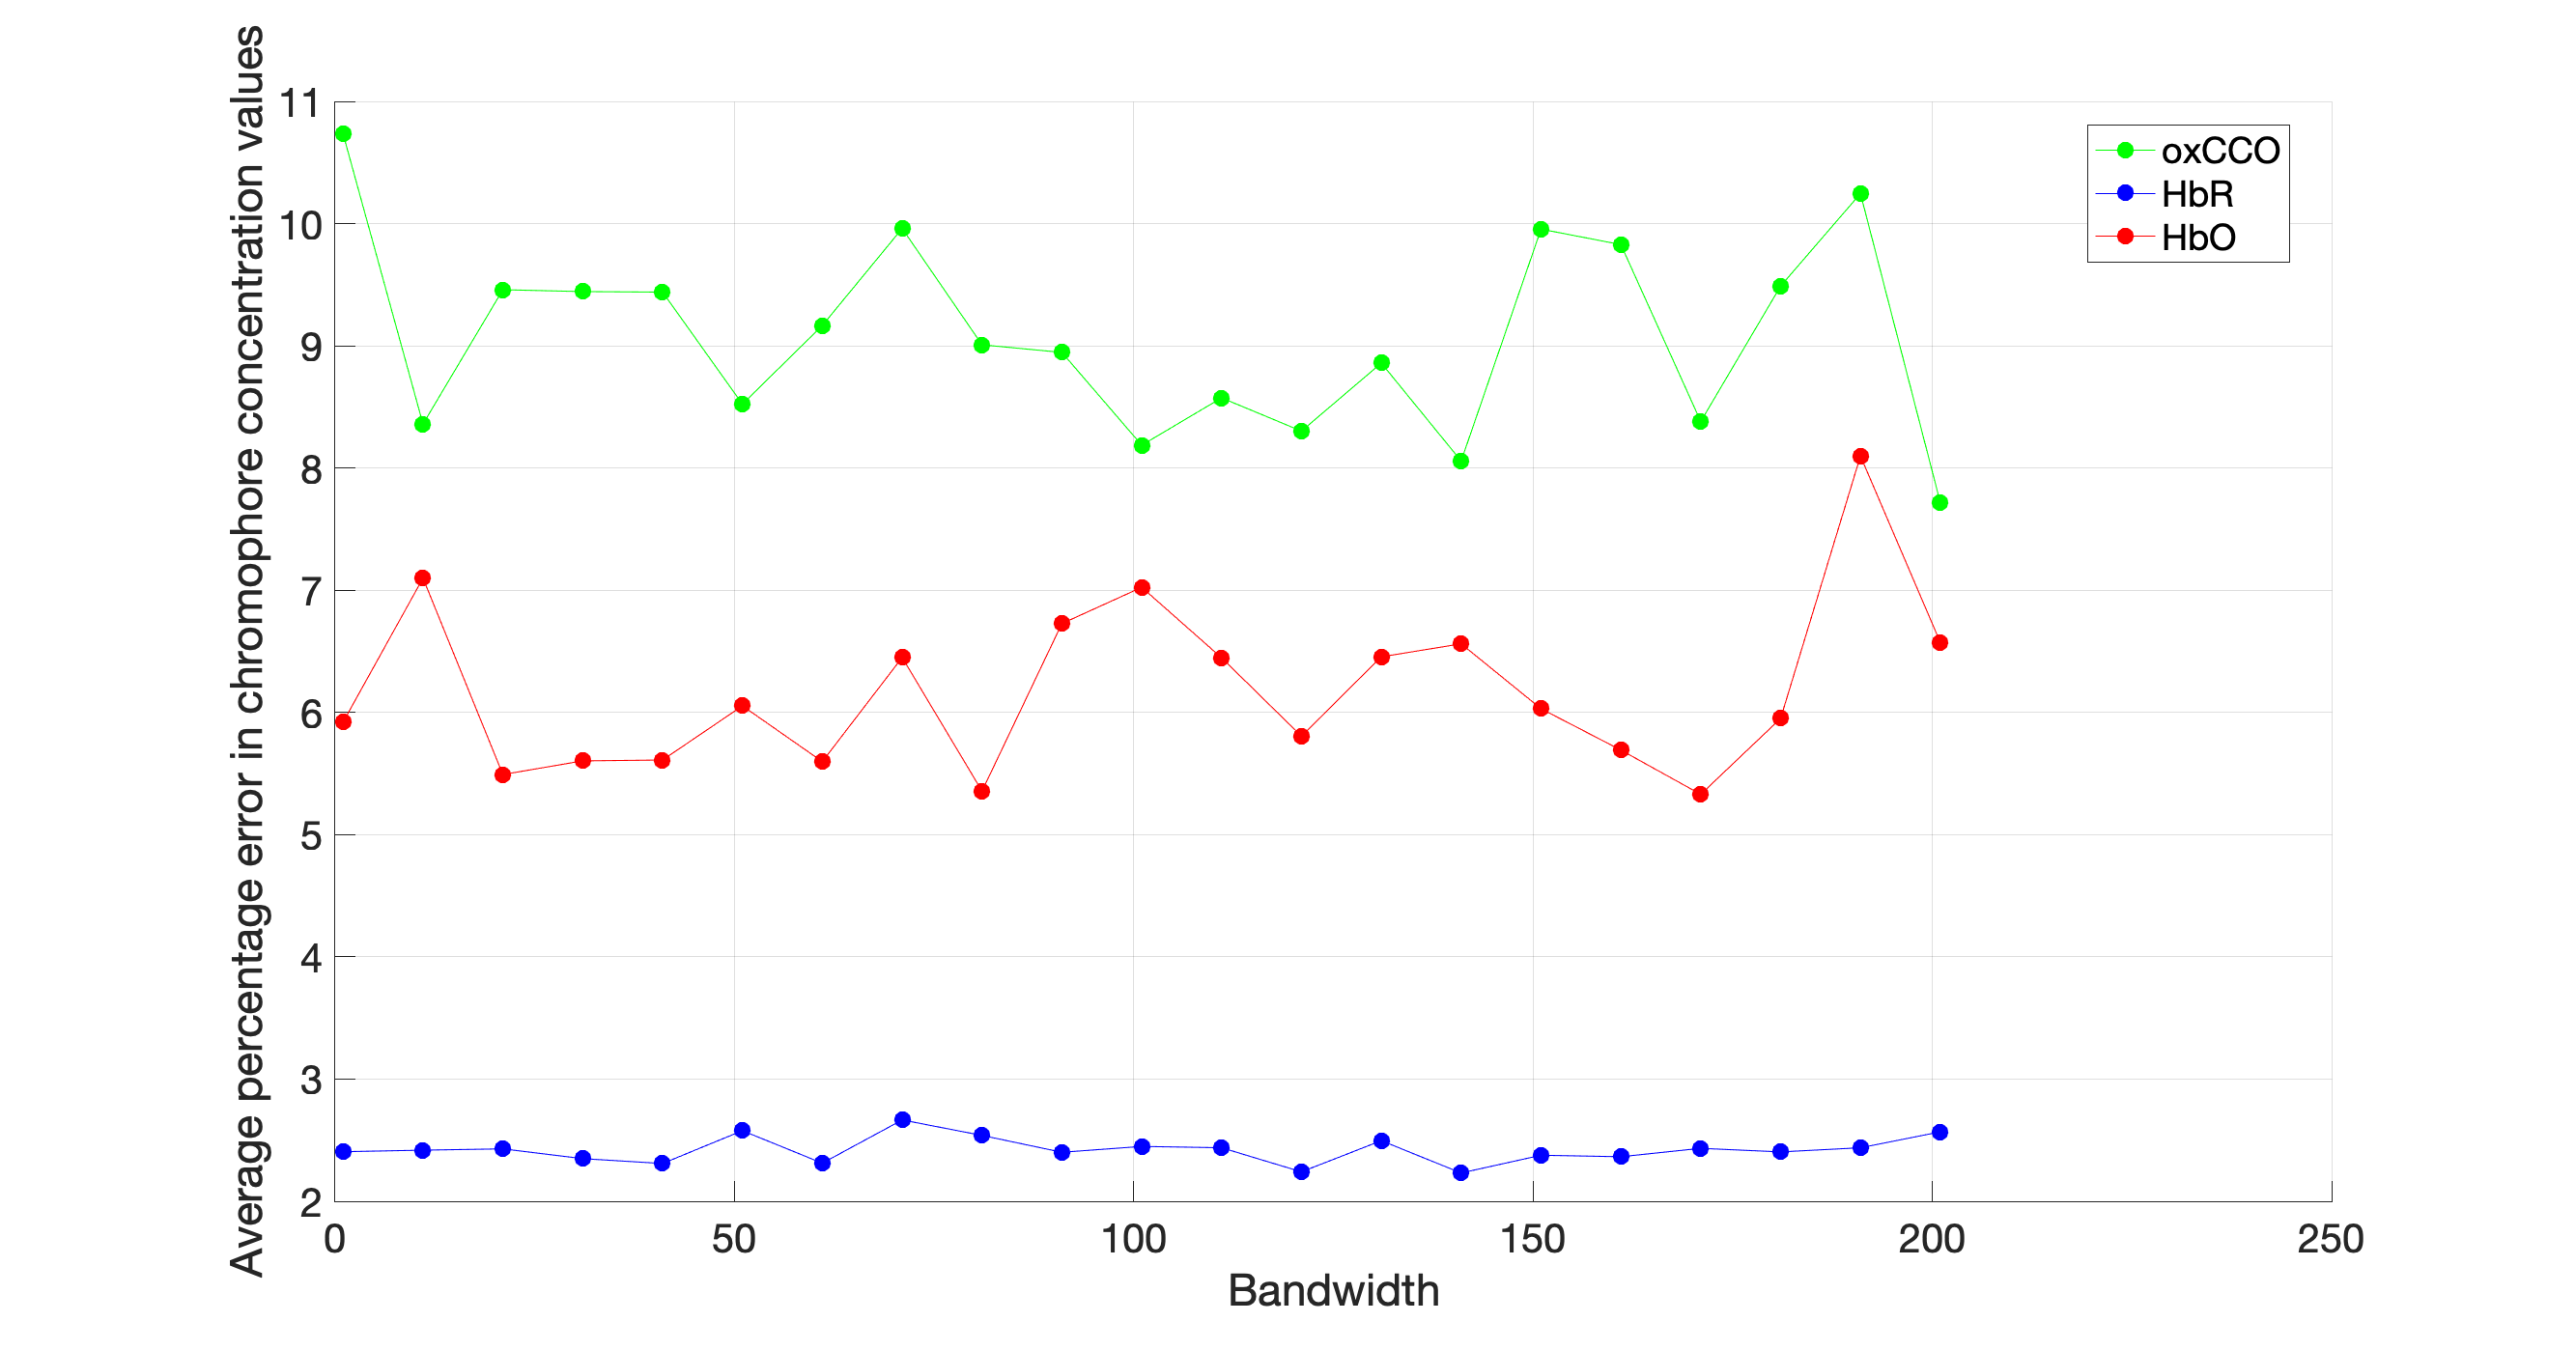 Average percentage error in chromophore concentration values
11
10
9
8
7
6
5
4
3
2
0 50 100 150 200 250
Bandwidth
oxCCO
HbR
HbO